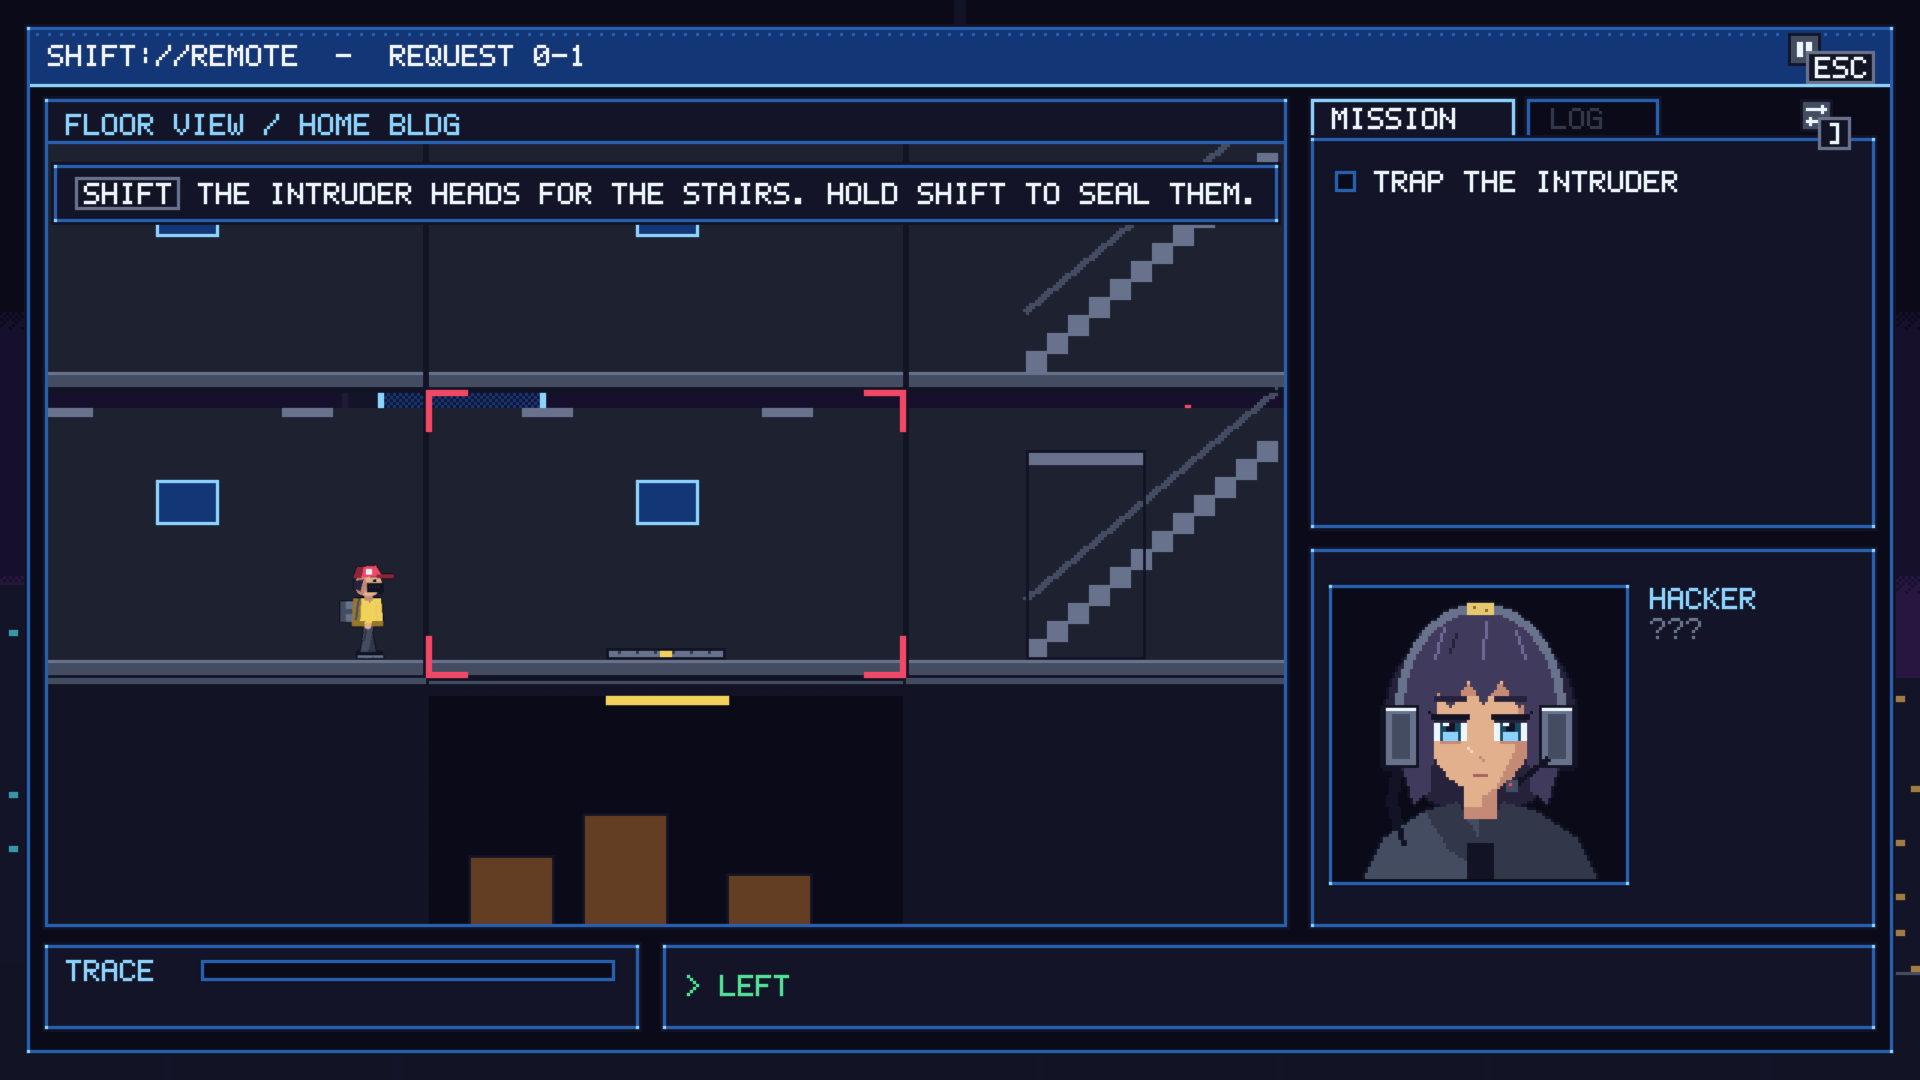 SHIFT://REMOTE  -  REQUEST 0-1
ESC
FLOOR VIEW / HOME BLDG
MISSION
LOG
]
SHIFT THE INTRUDER HEADS FOR THE STAIRS. HOLD SHIFT TO SEAL THEM.
TRAP THE INTRUDER
HACKER
???
TRACE
> LEFT